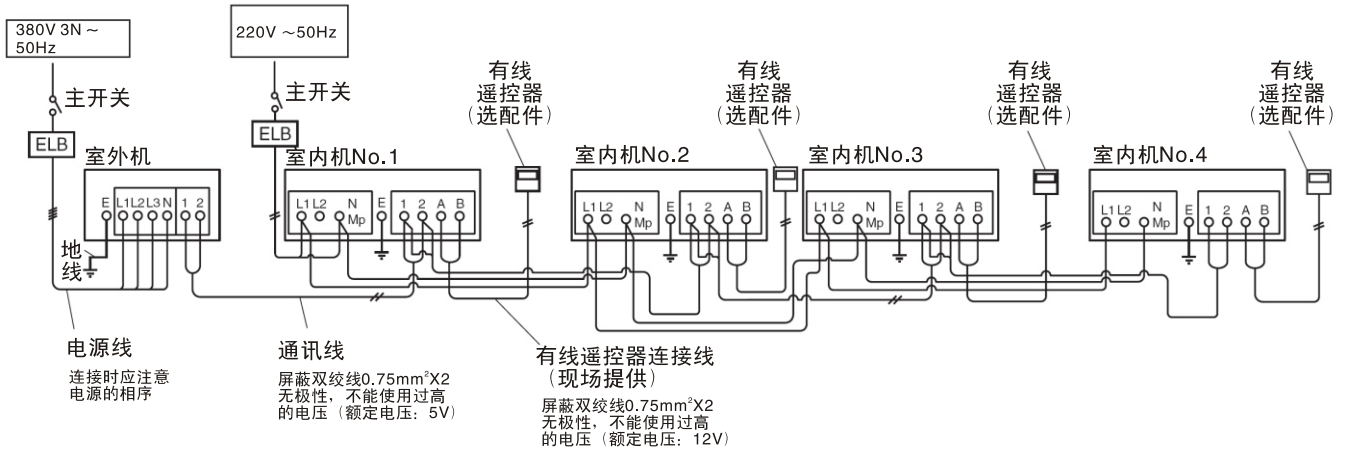 380V 3N ~
50Hz
220V ~50Hz
主开关
主开关
ELB
ELB
有线
遥控器
(选配件)
有线
遥控器
(选配件)
有线
遥控器
(选配件)
有线
遥控器
(选配件)
室外机
室内机No.1
室内机No.2
室内机No.3
室内机No.4
E L1 L2 L3 N 1 2
L1 L2 N E 1 2 A B
Mp
L1 L2 N E 1 2 A B
Mp
L1 L2 N E 1 2 A B
Mp
L1 L2 N E 1 2 A B
Mp
地
线
电源线
连接时应注意
电源的相序
通讯线
屏蔽双绞线0.75mm²X2
无极性，不能使用过高
的电压（额定电压：5V）
有线遥控器连接线
（现场提供）
屏蔽双绞线0.75mm²X2
无极性，不能使用过高
的电压（额定电压：12V）